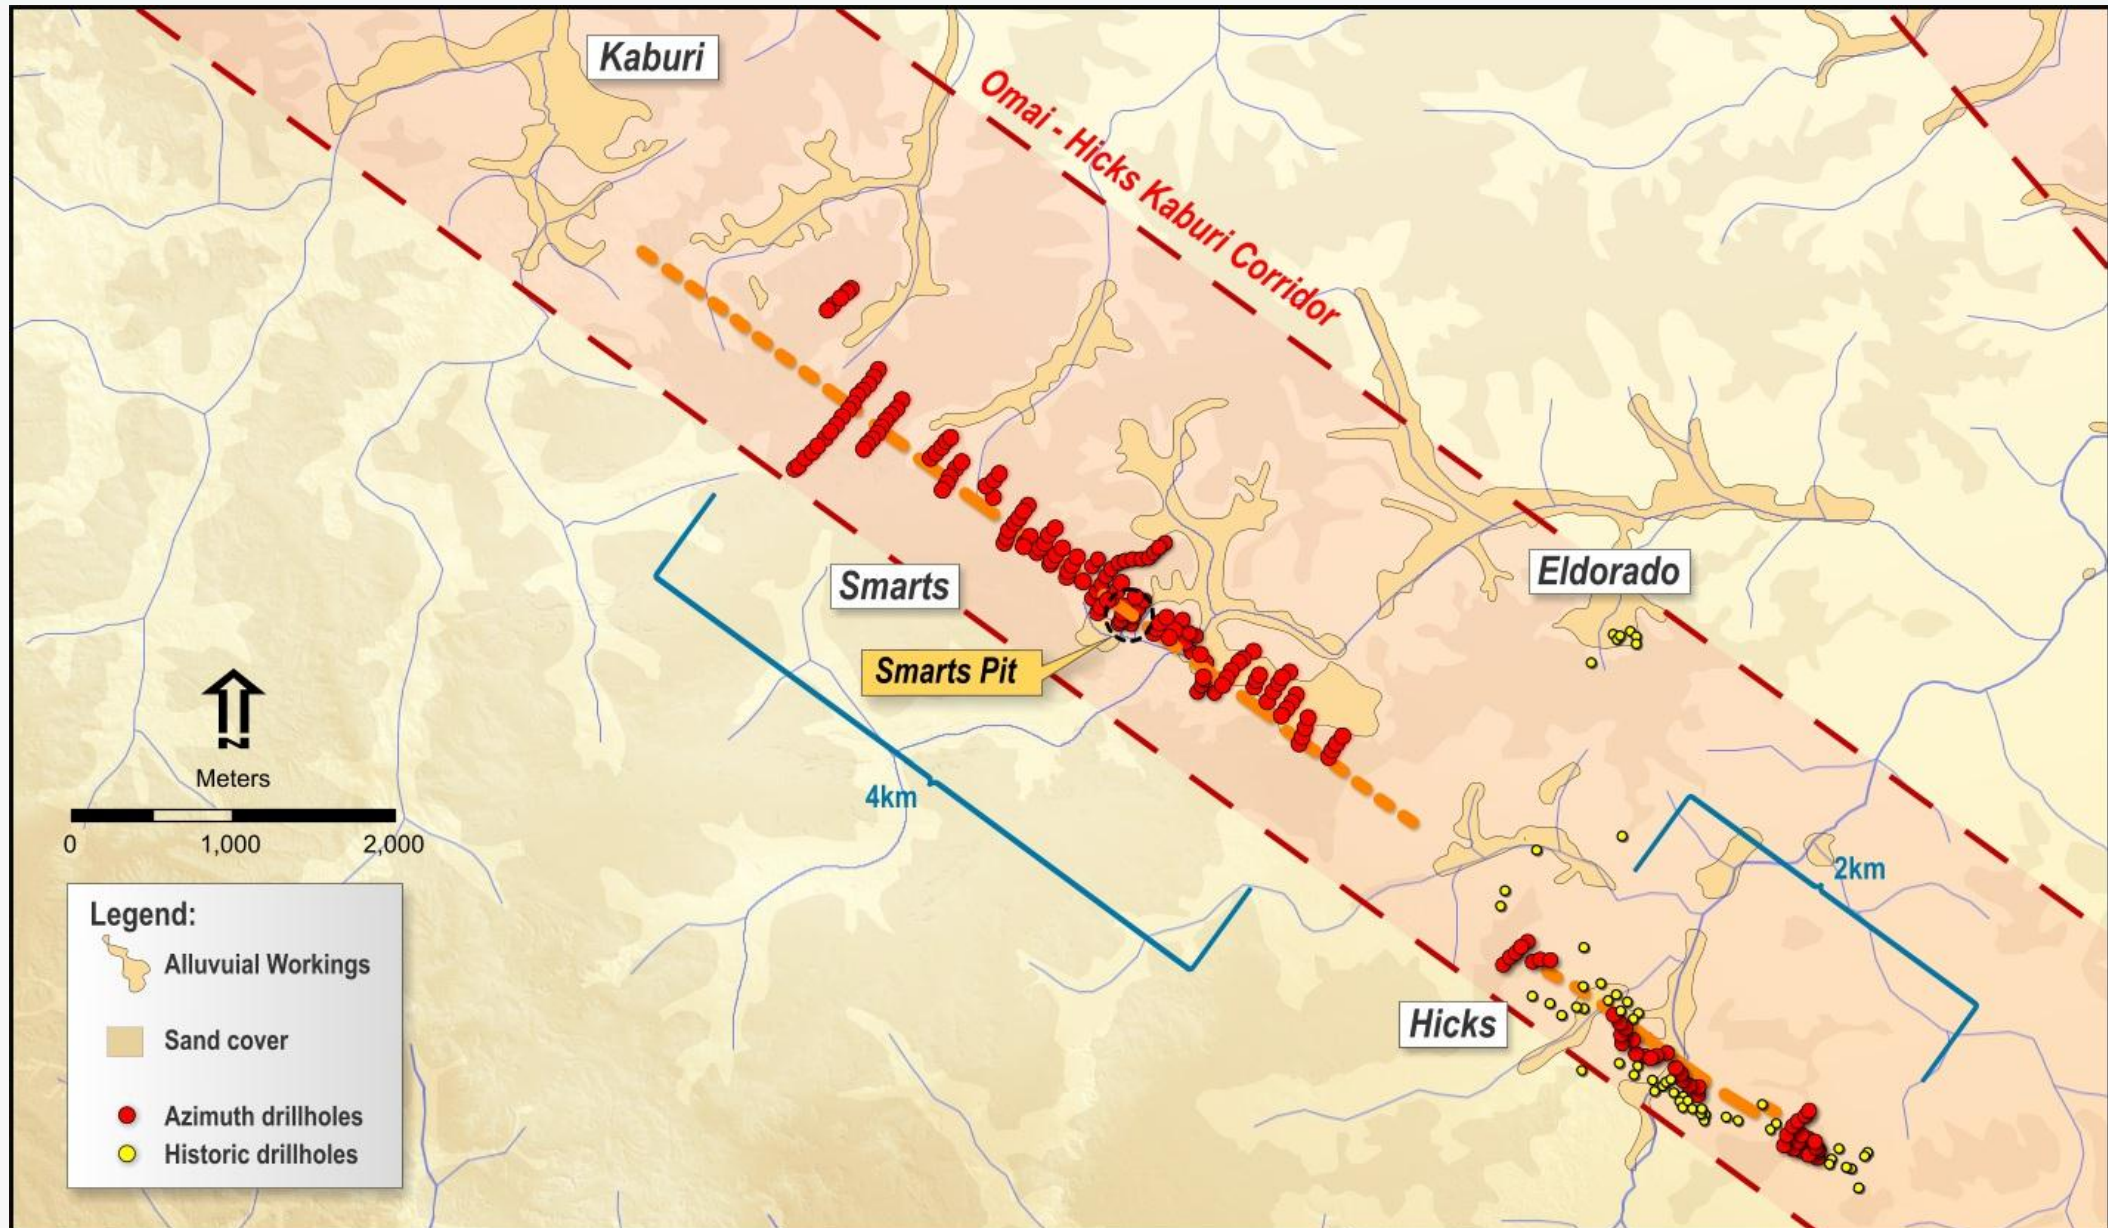 Kaburi
Omai - Hicks Kaburi Corridor
Eldorado
Smarts
Smarts Pit
N
Meters
0 1,000 2,000
4km
2km
Hicks
Legend:
Alluvuial Workings
Sand cover
Azimuth drillholes
Historic drillholes